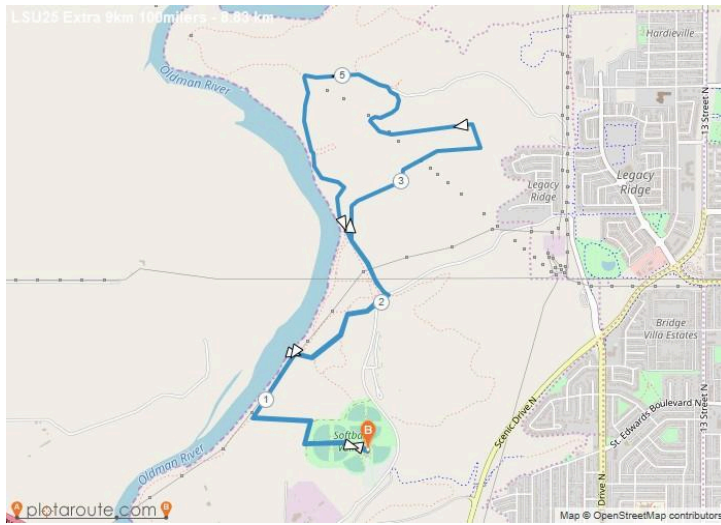 LSU25 Extra 9km 100milers - 8.83 km
Hardieville
13 Street N
Oldman River
5
3
Legacy
Ridge
Legacy
Ridge
2
Bridge
Villa Estates
1
Scenic Drive N
St. Edwards Boulevard N
13 Street N
B
Oldman River
Drive N
A plotaroute.com B
Map © OpenStreetMap contributors